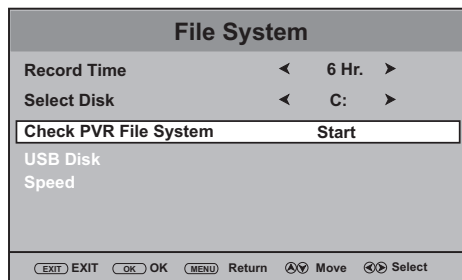 File System
Record Time 6 Hr.
Select Disk C:
Check PVR File System Start
USB Disk
Speed
EXIT EXIT OK OK MENU Return Move Select